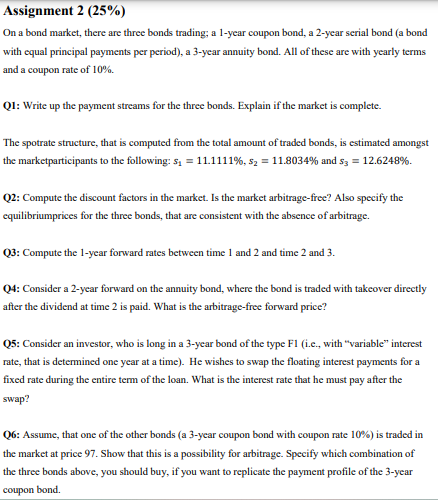 Assignment 2 (25%)
On a bond market, there are three bonds trading; a 1-year coupon bond, a 2-year serial bond (a bond
with equal principal payments per period), a 3-year annuity bond. All of these are with yearly terms
and a coupon rate of 10%.
Q1: Write up the payment streams for the three bonds. Explain if the market is complete.
The spotrate structure, that is computed from the total amount of traded bonds, is estimated amongst
the marketparticipants to the following: s₁ = 11.1111%, s₂ = 11.8034% and s₃ = 12.6248%.
Q2: Compute the discount factors in the market. Is the market arbitrage-free? Also specify the
equilibriumprices for the three bonds, that are consistent with the absence of arbitrage.
Q3: Compute the 1-year forward rates between time 1 and 2 and time 2 and 3.
Q4: Consider a 2-year forward on the annuity bond, where the bond is traded with takeover directly
after the dividend at time 2 is paid. What is the arbitrage-free forward price?
Q5: Consider an investor, who is long in a 3-year bond of the type F1 (i.e., with “variable” interest
rate, that is determined one year at a time). He wishes to swap the floating interest payments for a
fixed rate during the entire term of the loan. What is the interest rate that he must pay after the
swap?
Q6: Assume, that one of the other bonds (a 3-year coupon bond with coupon rate 10%) is traded in
the market at price 97. Show that this is a possibility for arbitrage. Specify which combination of
the three bonds above, you should buy, if you want to replicate the payment profile of the 3-year
coupon bond.